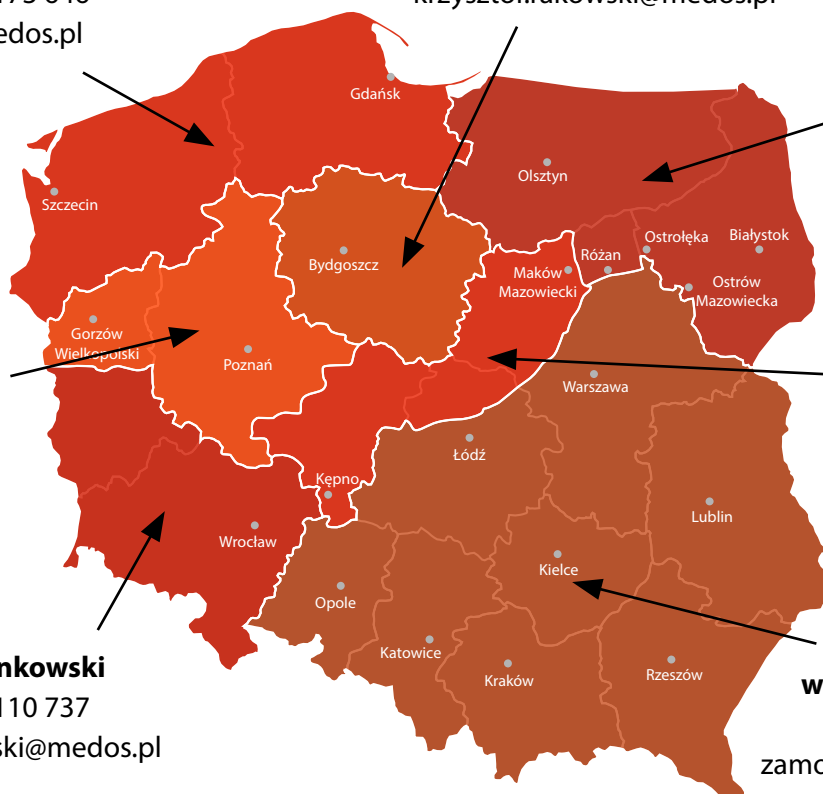 krzysztof.rakowski@medos.pl
edos.pl
Gdańsk
Szczecin
Olsztyn
Bydgoszcz
Maków
Mazowiecki
Różan
Ostrołęka
Białystok
Ostrów
Mazowiecka
Gorzów
Wielkopolski
Poznań
Warszawa
Łódź
Kępno
Wrocław
Lublin
Kielce
Opole
Katowice
Kraków
Rzeszów
nkowski
110 737
ski@medos.pl
w
zamo